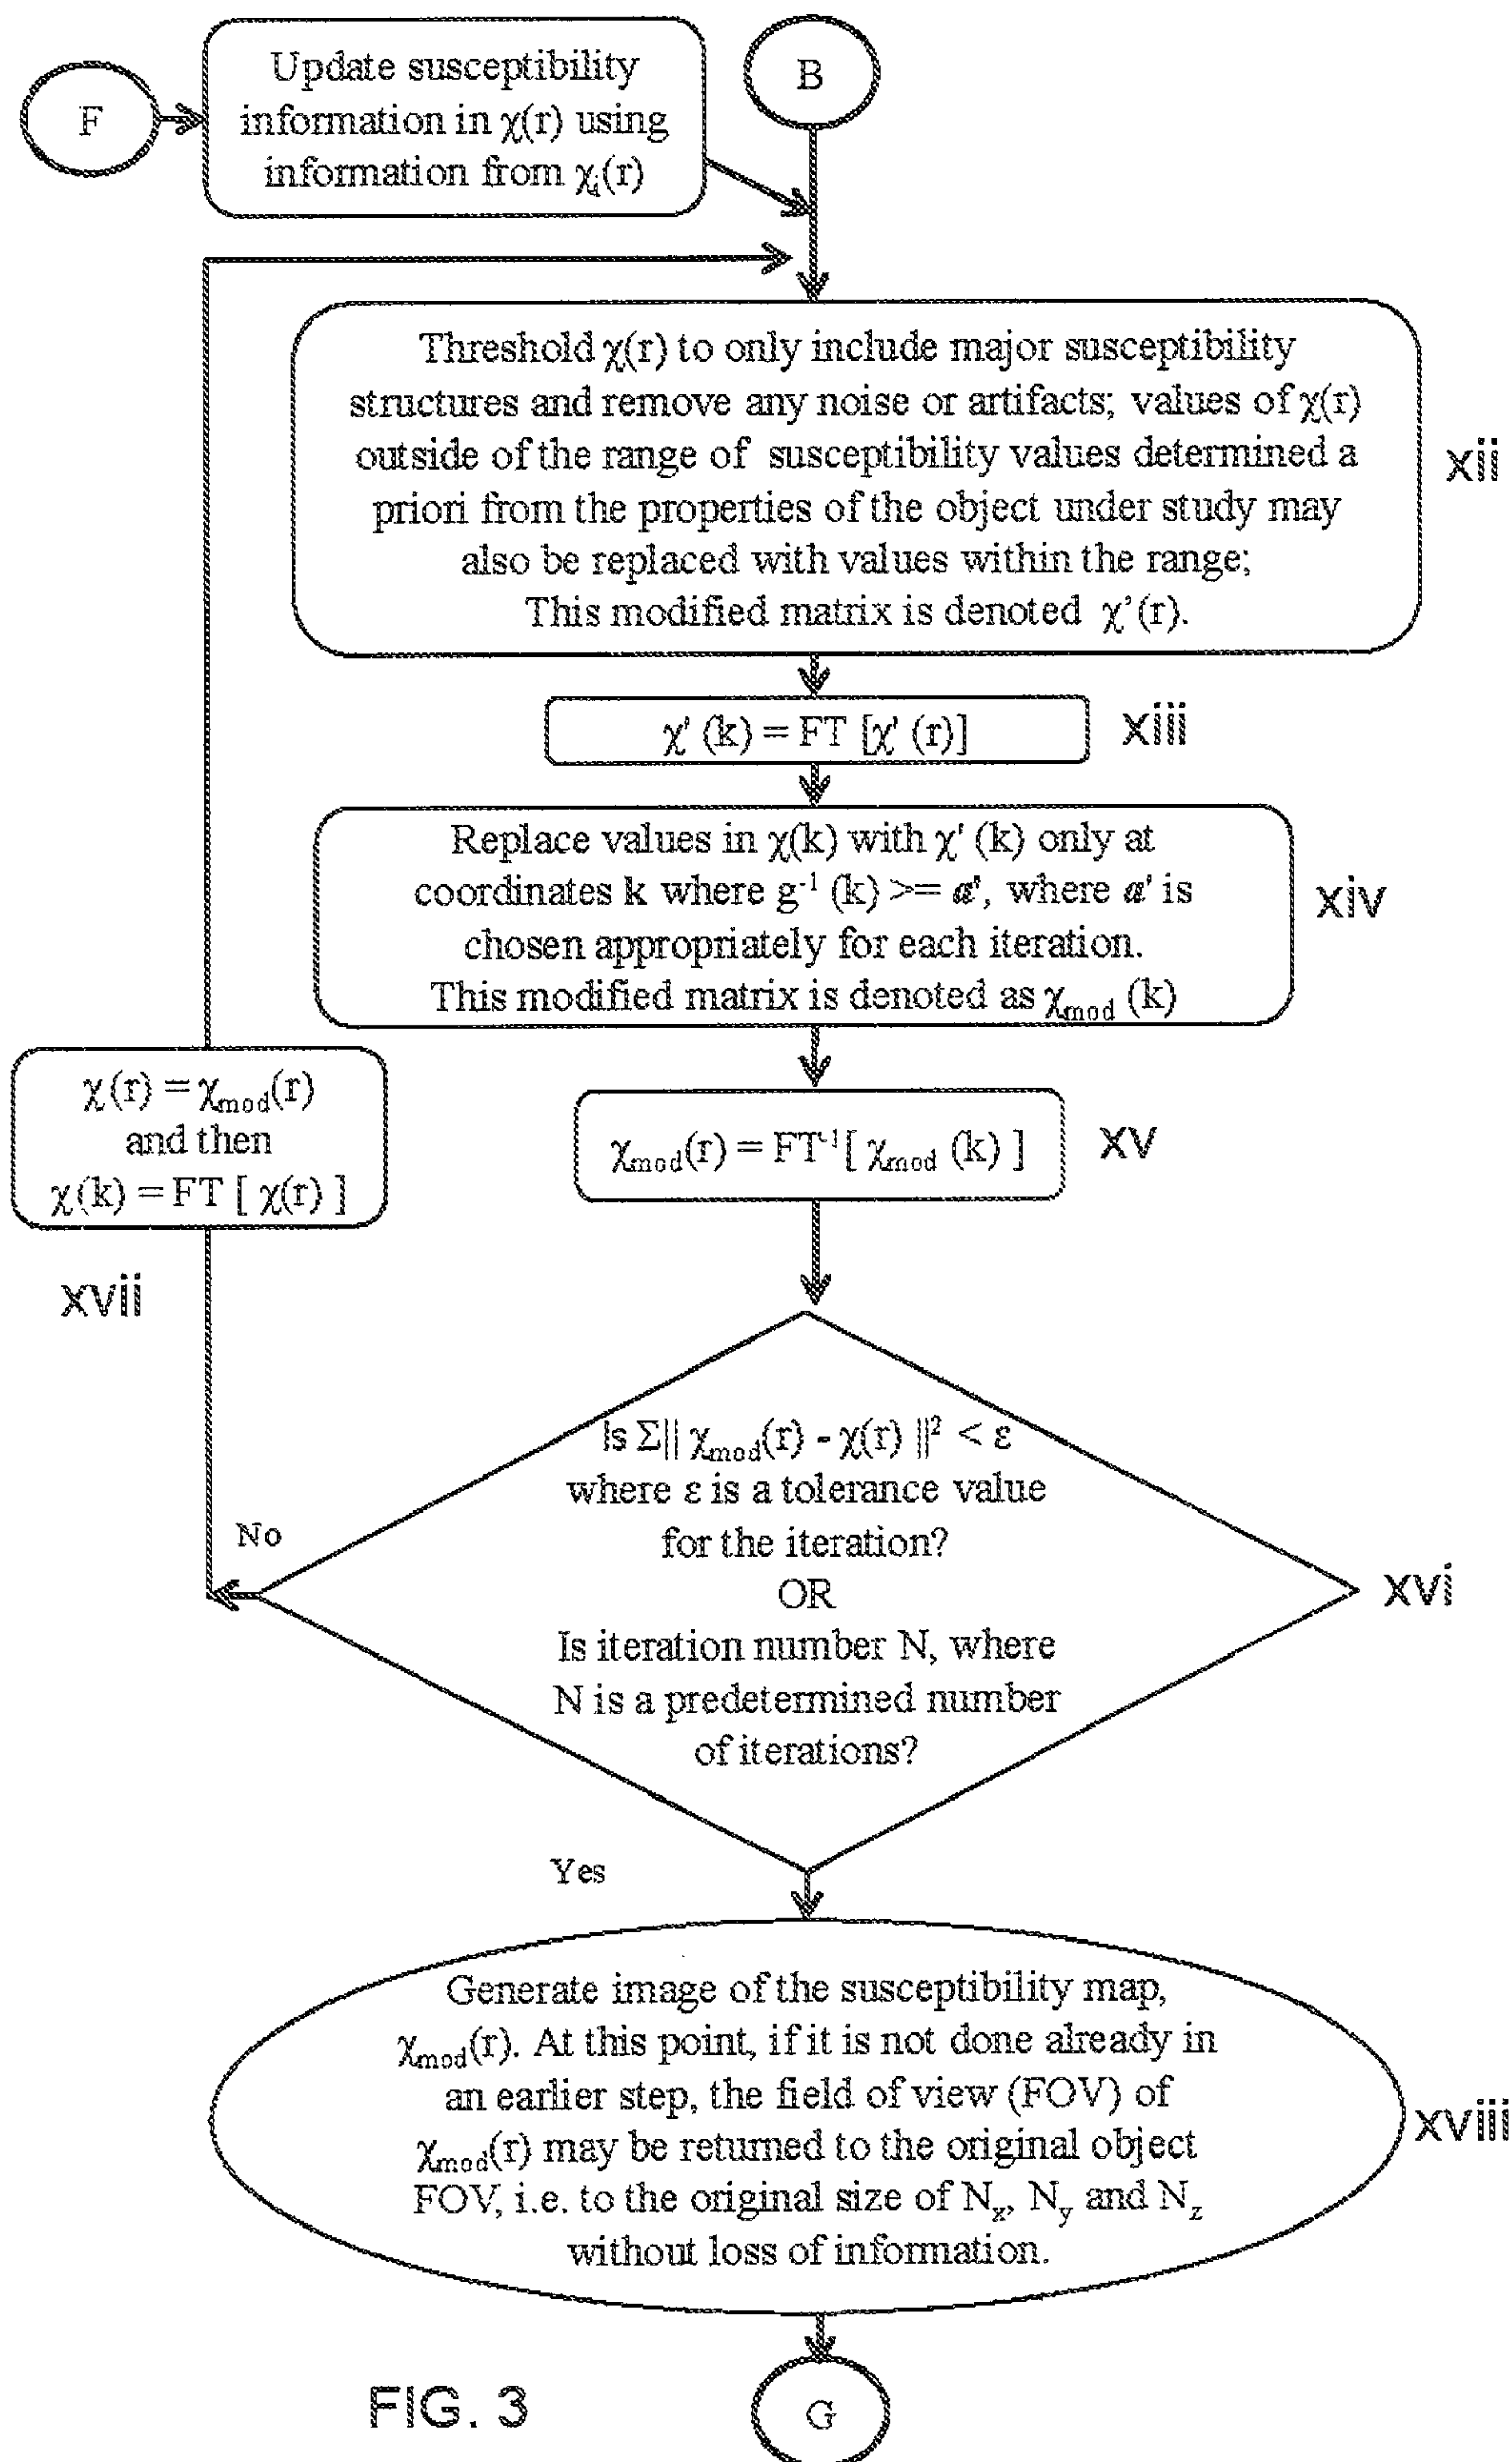 F
Update susceptibility
information in χ(r) using
information from χᵢ(r)
B
Threshold χ(r) to only include major susceptibility
structures and remove any noise or artifacts; values of χ(r)
outside of the range of susceptibility values determined a
priori from the properties of the object under study may
also be replaced with values within the range;
This modified matrix is denoted χ’(r).
xii
χ' (k) = FT [χ' (r)]
xiii
Replace values in χ(k) with χ' (k) only at
coordinates k where g⁻¹ (k) >= a', where a' is
chosen appropriately for each iteration.
This modified matrix is denoted as χmod (k)
xiv
χ(r) = χmod(r)
and then
χ(k) = FT [ χ(r) ]
xvii
χmod(r) = FT⁻¹[ χmod (k) ]
xv
Is Σ|| χmod(r) - χ(r) ||² < ε
where ε is a tolerance value
for the iteration?
OR
Is iteration number N, where
N is a predetermined number
of iterations?
xvi
No
Yes
Generate image of the susceptibility map,
χmod(r). At this point, if it is not done already in
an earlier step, the field of view (FOV) of
χmod(r) may be returned to the original object
FOV, i.e. to the original size of Nx, Ny and Nz
without loss of information.
xviii
G
FIG. 3